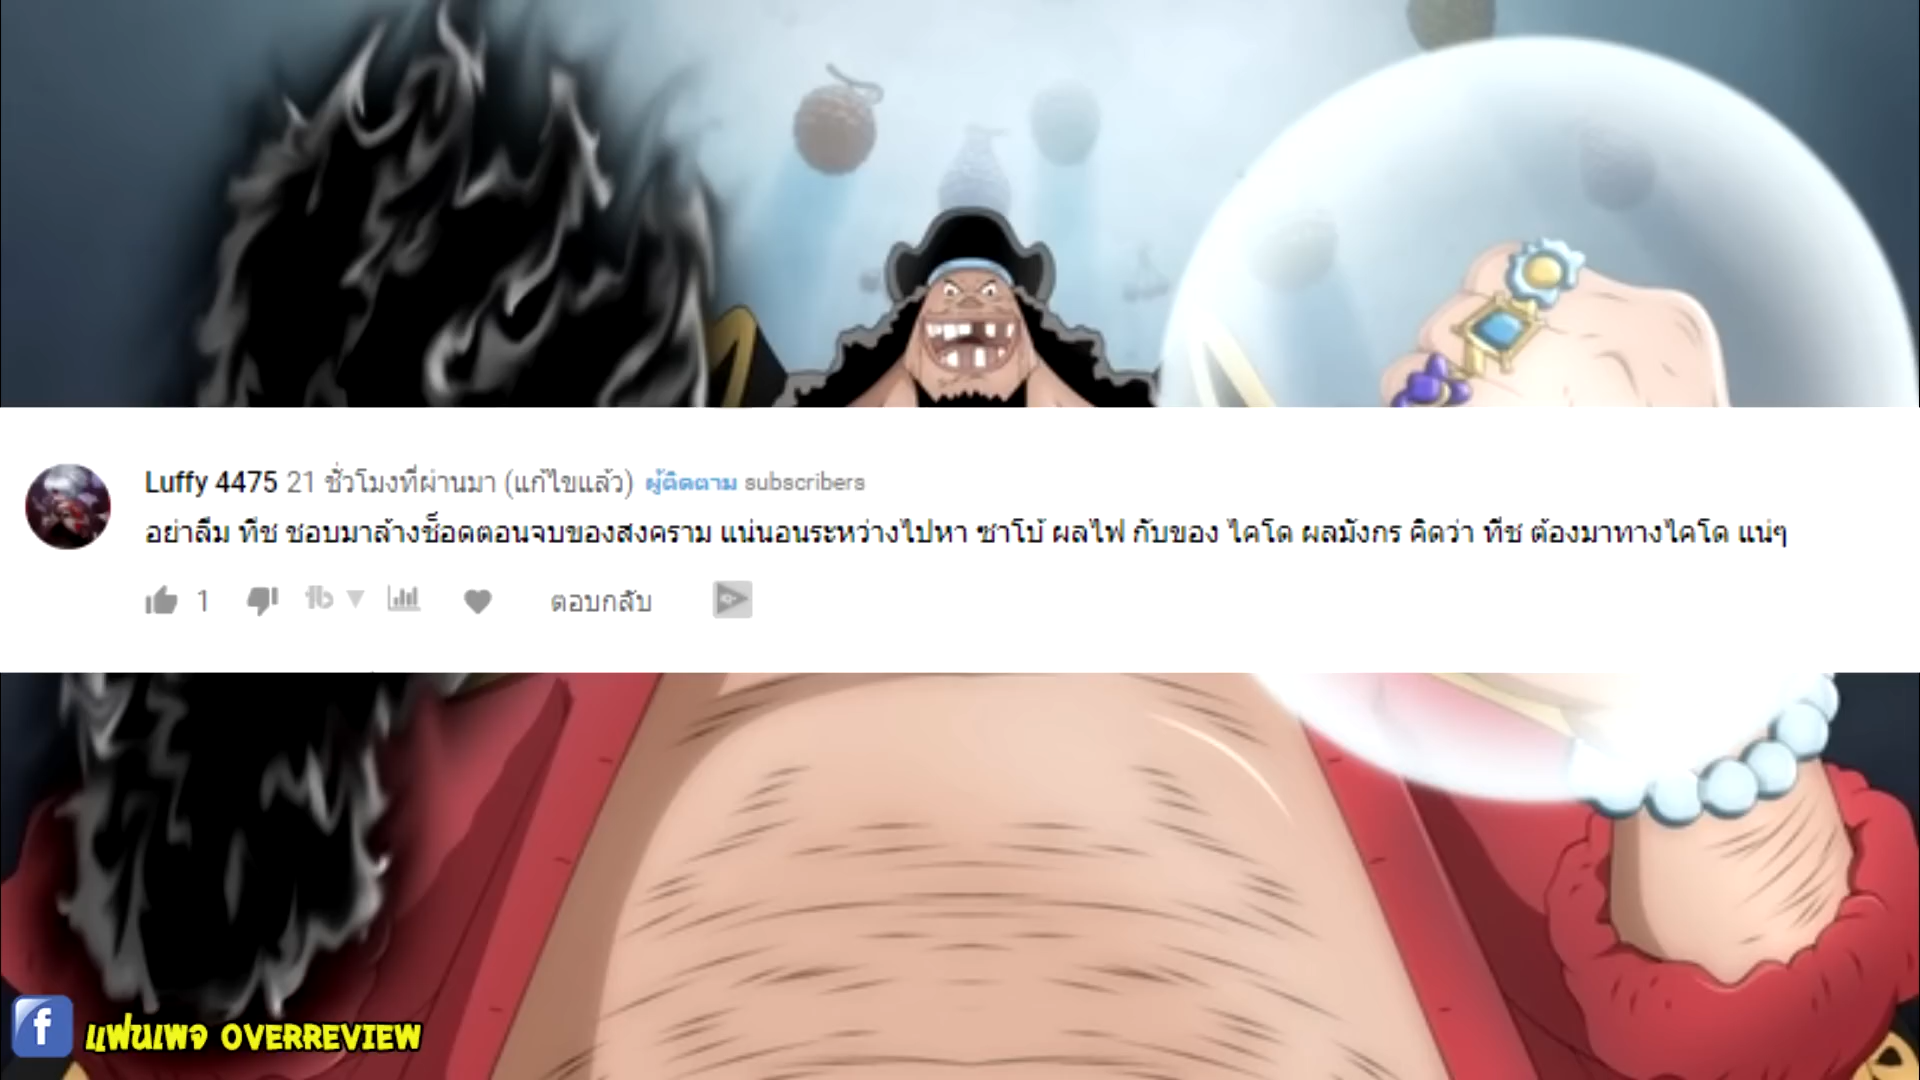 Luffy 4475 21 ชั่วโมงที่ผ่านมา (แก้ไขแล้ว) ผู้ติดตาม subscribers
อย่าลืม ทีช ชอบมาล้างช็อดตอนจบของสงคราม แน่นอนระหว่างไปหา ซาโบ้ ผลไฟ กับของ ไคโด ผลมังกร คิดว่า ทีช ต้องมาทางไคโด แน่ๆ
1 ตอบกลับ
f แฟนเพจ OVERREVIEW